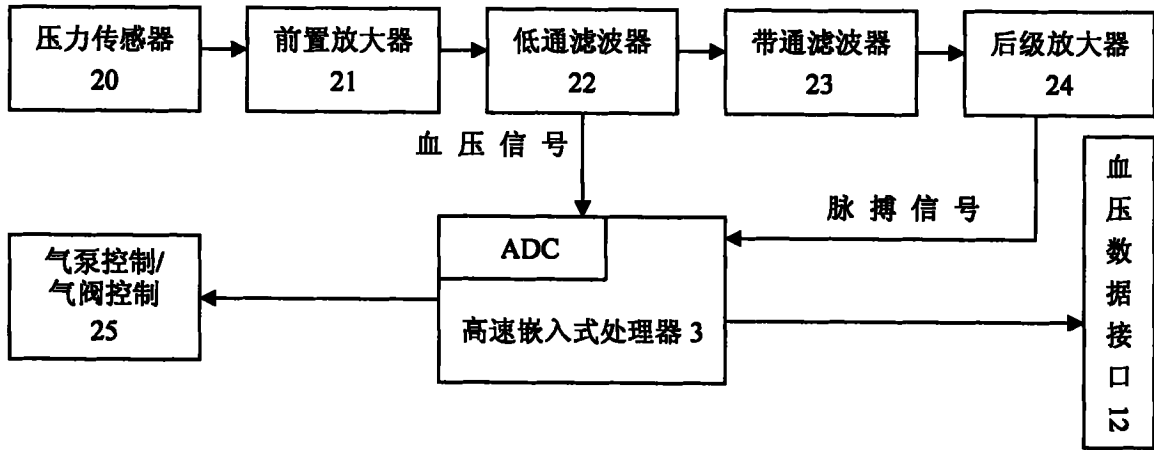 压力传感器
20
前置放大器
21
低通滤波器
22
带通滤波器
23
后级放大器
24
血 压 信 号
脉 搏 信 号
血压数据接口12
ADC
高速嵌入式处理器 3
气泵控制/
气阀控制
25